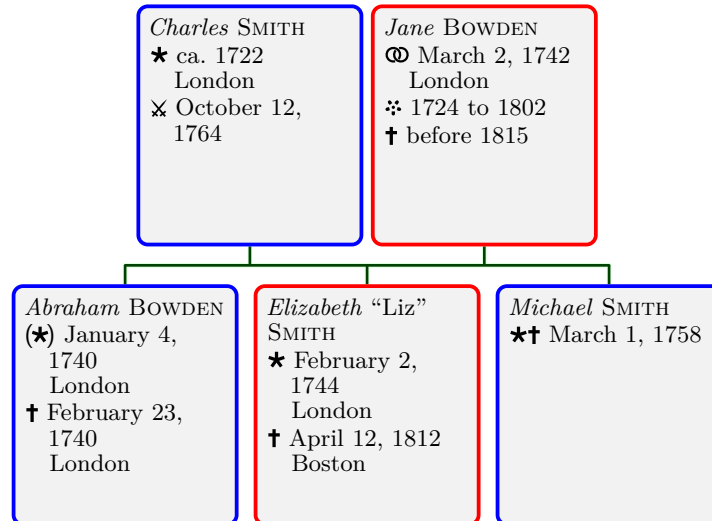 Charles SMITH
* ca. 1722
London
⚔ October 12,
1764
Jane BOWDEN
⚭ March 2, 1742
London
⁘ 1724 to 1802
† before 1815
Abraham BOWDEN
(*) January 4,
1740
London
† February 23,
1740
London
Elizabeth “Liz”
SMITH
* February 2,
1744
London
† April 12, 1812
Boston
Michael SMITH
*† March 1, 1758